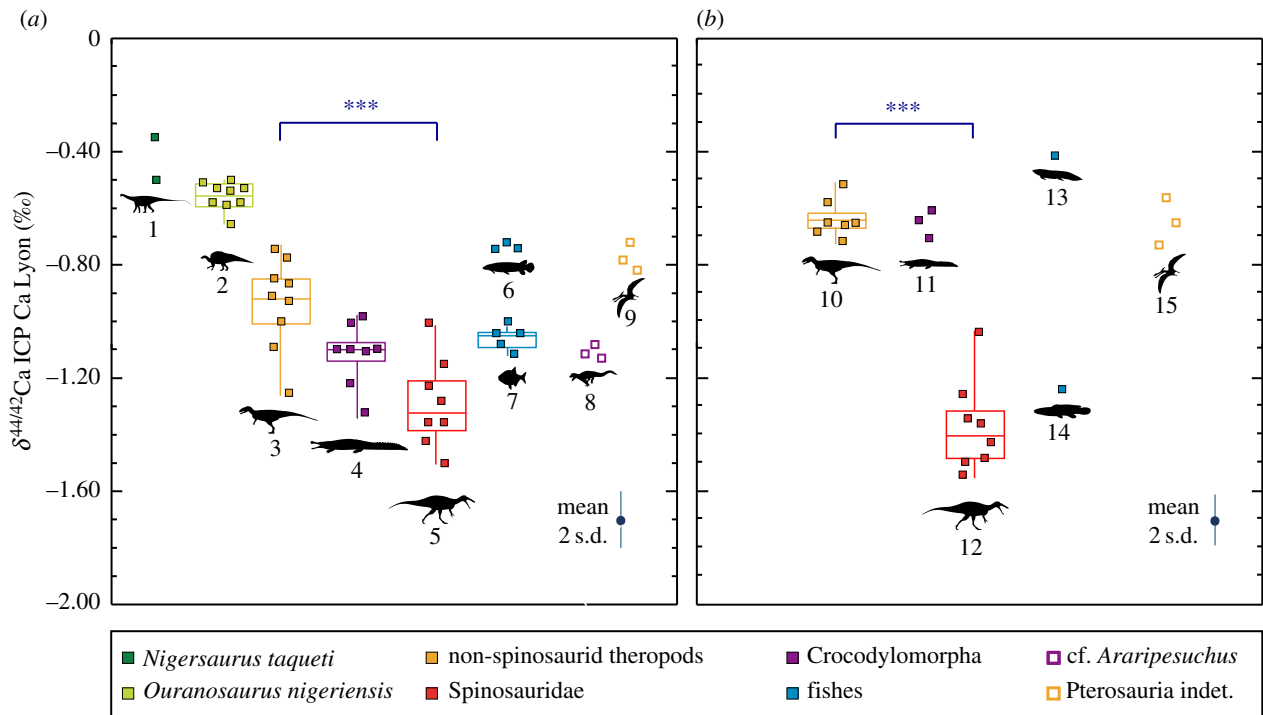 (a)
(b)
0
–0.40
–0.80
–1.20
–1.60
–2.00
δ44/42Ca ICP Ca Lyon (‰)
***
1
2
3
4
5
6
7
8
9
mean
2 s.d.
***
10
11
12
13
14
15
mean
2 s.d.
Nigersaurus taqueti
non-spinosaurid theropods
Crocodylomorpha
cf. Araripesuchus
Ouranosaurus nigeriensis
Spinosauridae
fishes
Pterosauria indet.